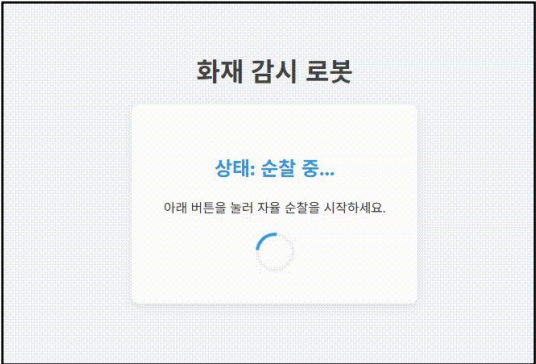 화재 감시 로봇
상태: 순찰 중...
아래 버튼을 눌러 자율 순찰을 시작하세요.